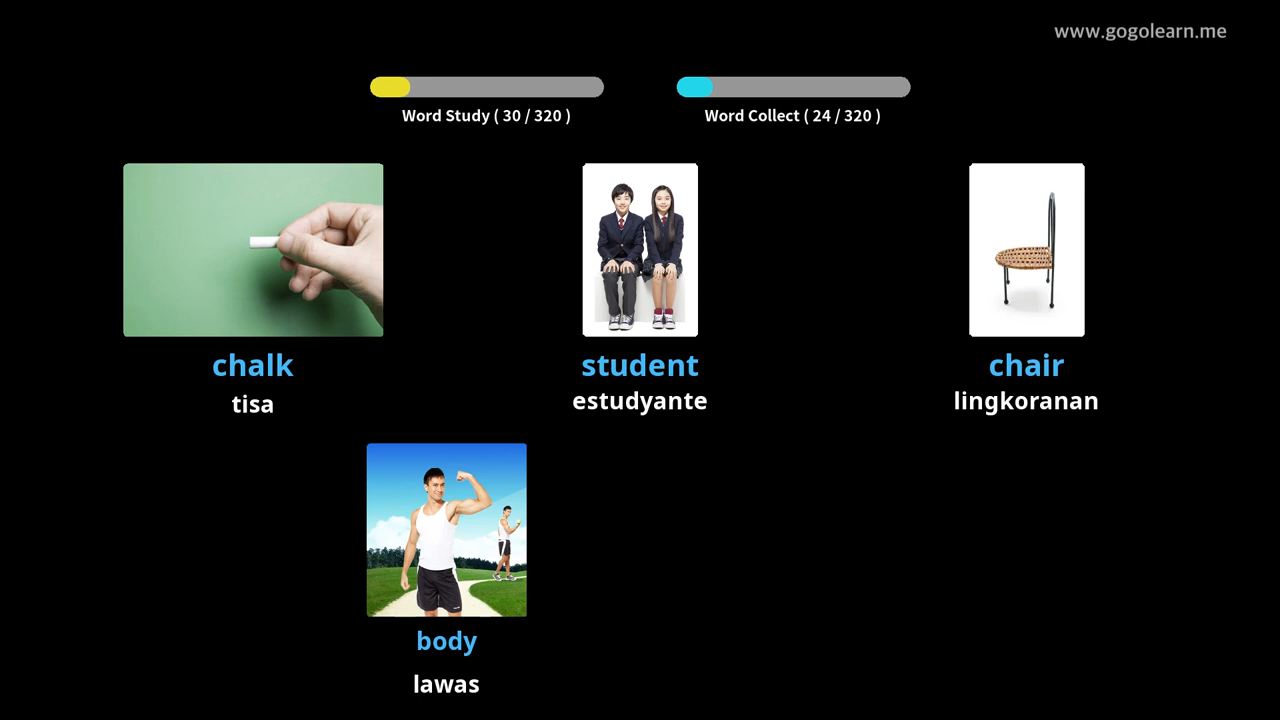 www.gogolearn.me
Word Study ( 30 / 320 )
Word Collect ( 24 / 320 )
chalk
tisa
student
estudyante
chair
lingkoranan
body
lawas